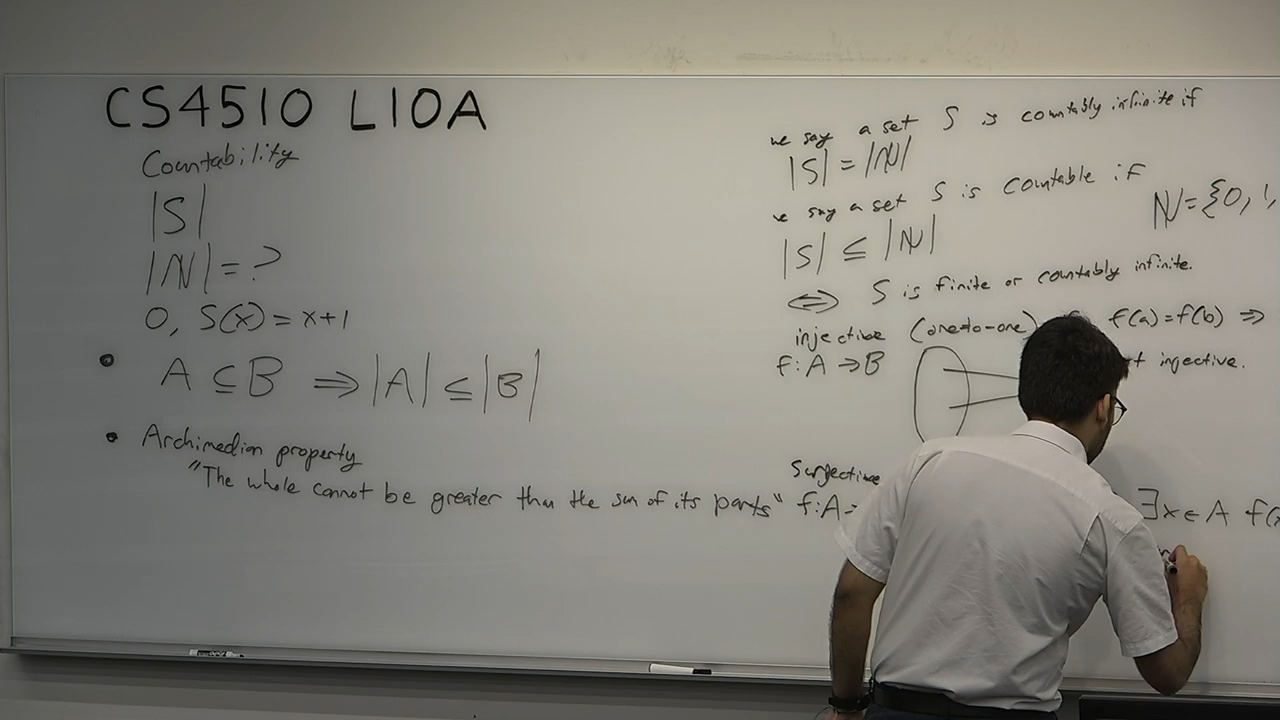 CS4510 L10A
Countability
|S|
|ℕ| = ?
0, S(x) = x+1
• A ⊆ B ⇒ |A| ≤ |B|
• Archimedian property
"The whole cannot be greater than the sum of its parts"
we say a set S is countably infinite if
|S| = |ℕ|
we say a set S is countable if
ℕ = {0, 1,
|S| ≤ |ℕ|
⇔ S is finite or countably infinite.
injective (one-to-one) f(a) = f(b) ⇒
f: A → B injective.
Surjective
f: A
∃x ∈ A f(x